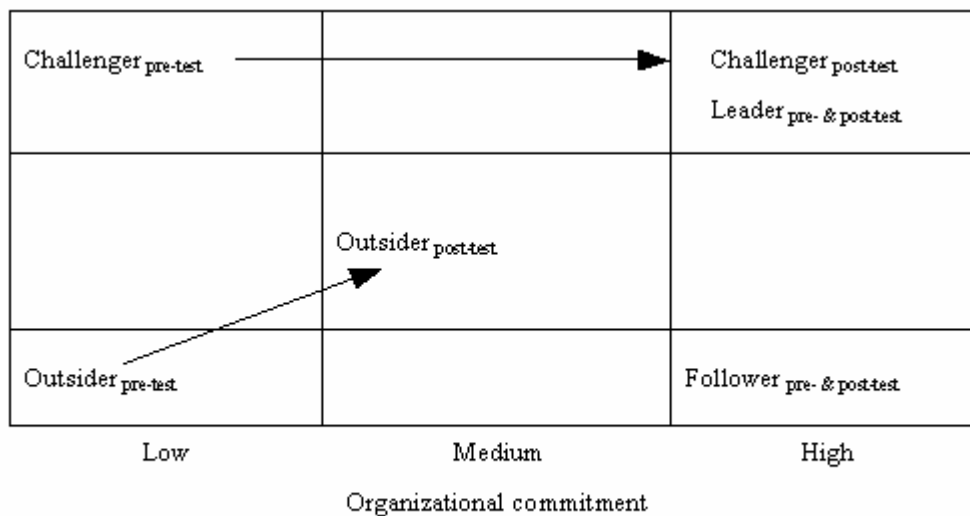 Challenger pre-test Challenger post-test
Leader pre- & post-test
Outsider post-test
Outsider pre-test Follower pre- & post-test
Low Medium High
Organizational commitment